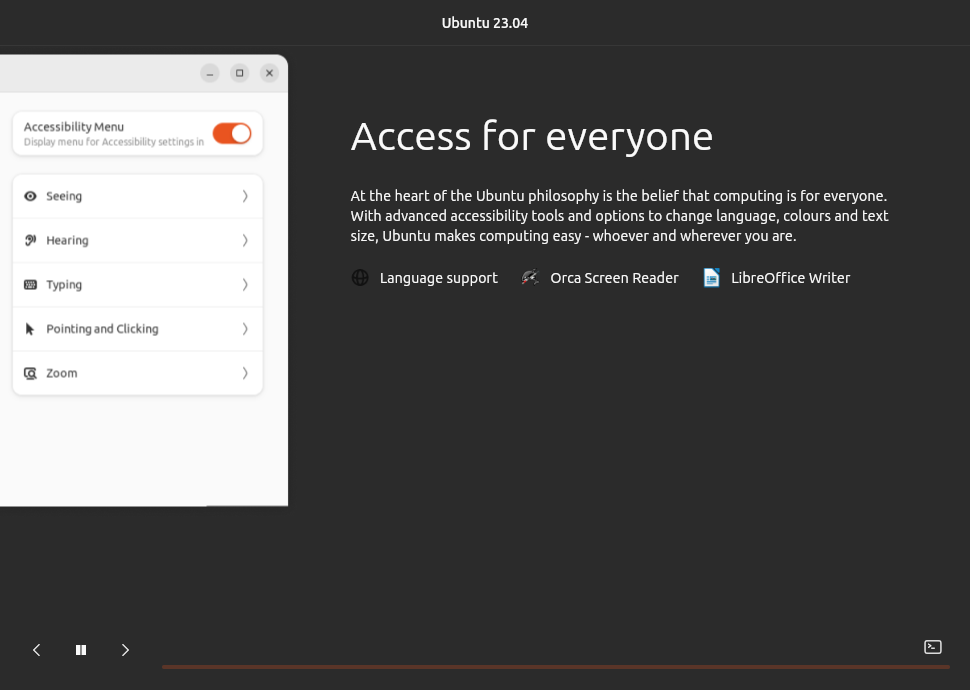 Ubuntu 23.04
Accessibility Menu
Display menu for Accessibility settings in
Seeing
Hearing
Typing
Pointing and Clicking
Zoom
Access for everyone
At the heart of the Ubuntu philosophy is the belief that computing is for everyone.
With advanced accessibility tools and options to change language, colours and text
size, Ubuntu makes computing easy - whoever and wherever you are.
Language support
Orca Screen Reader
LibreOffice Writer